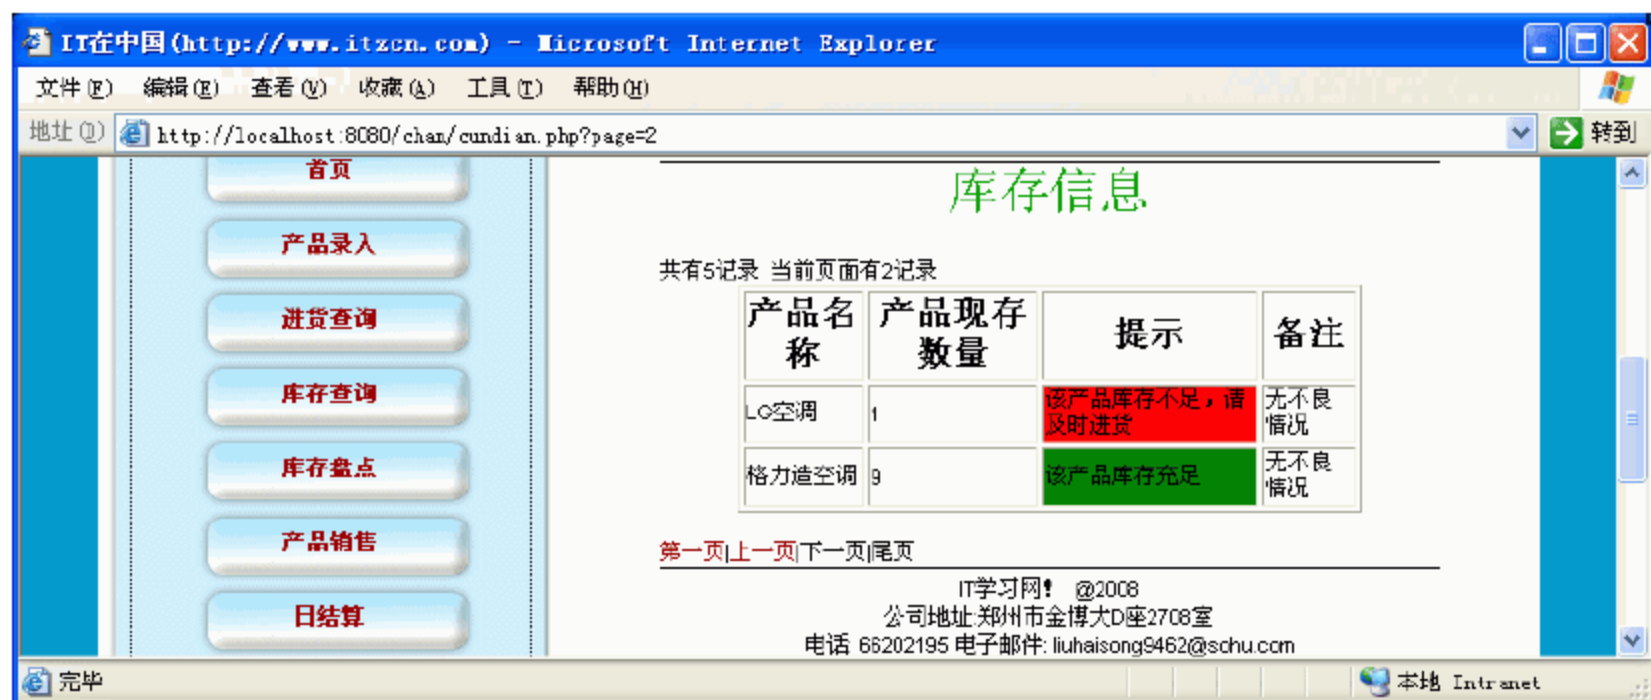 IT在中国(http://www.itzcn.com) - Microsoft Internet Explorer
文件(F) 编辑(E) 查看(V) 收藏(A) 工具(T) 帮助(H)
地址(D) http://localhost:8080/chan/cundian.php?page=2 转到
首页
产品录入
进货查询
库存查询
库存盘点
产品销售
日结算
库存信息
共有5记录 当前页面有2记录
产品名称 产品现存数量 提示 备注
LG空调 1 该产品库存不足，请及时进货 无不良情况
格力造空调 9 该产品库存充足 无不良情况
第一页|上一页|下一页|尾页
IT学习网! @2008
公司地址:郑州市金博大D座2708室
电话 66202195 电子邮件: liuhaisong9462@sohu.com
完毕 本地 Intranet